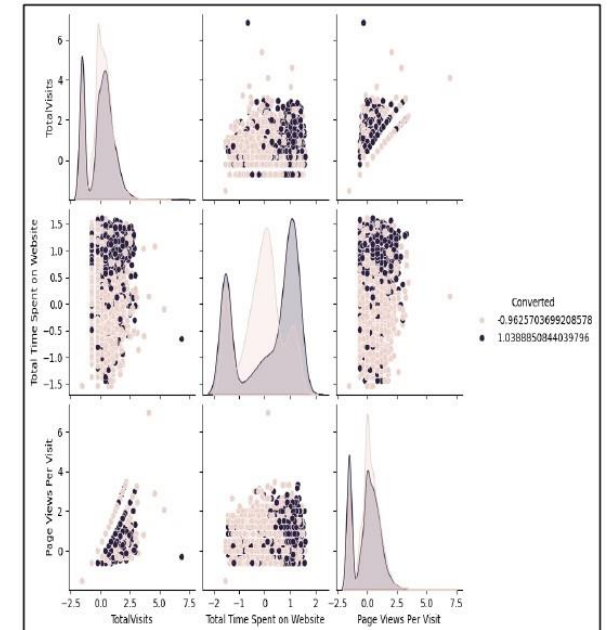 6
4
2
0
TotalVisits
1.5
1.0
0.5
0.0
-0.5
-1.0
-1.5
Total Time Spent on Website
Converted
-0.9625703699208578
1.0388850844039796
6
4
2
0
Page Views Per Visit
-2.5 0.0 2.5 5.0 7.5
TotalVisits
-2 -1 0 1 2
Total Time Spent on Website
-2.5 0.0 2.5 5.0 7.5
Page Views Per Visit